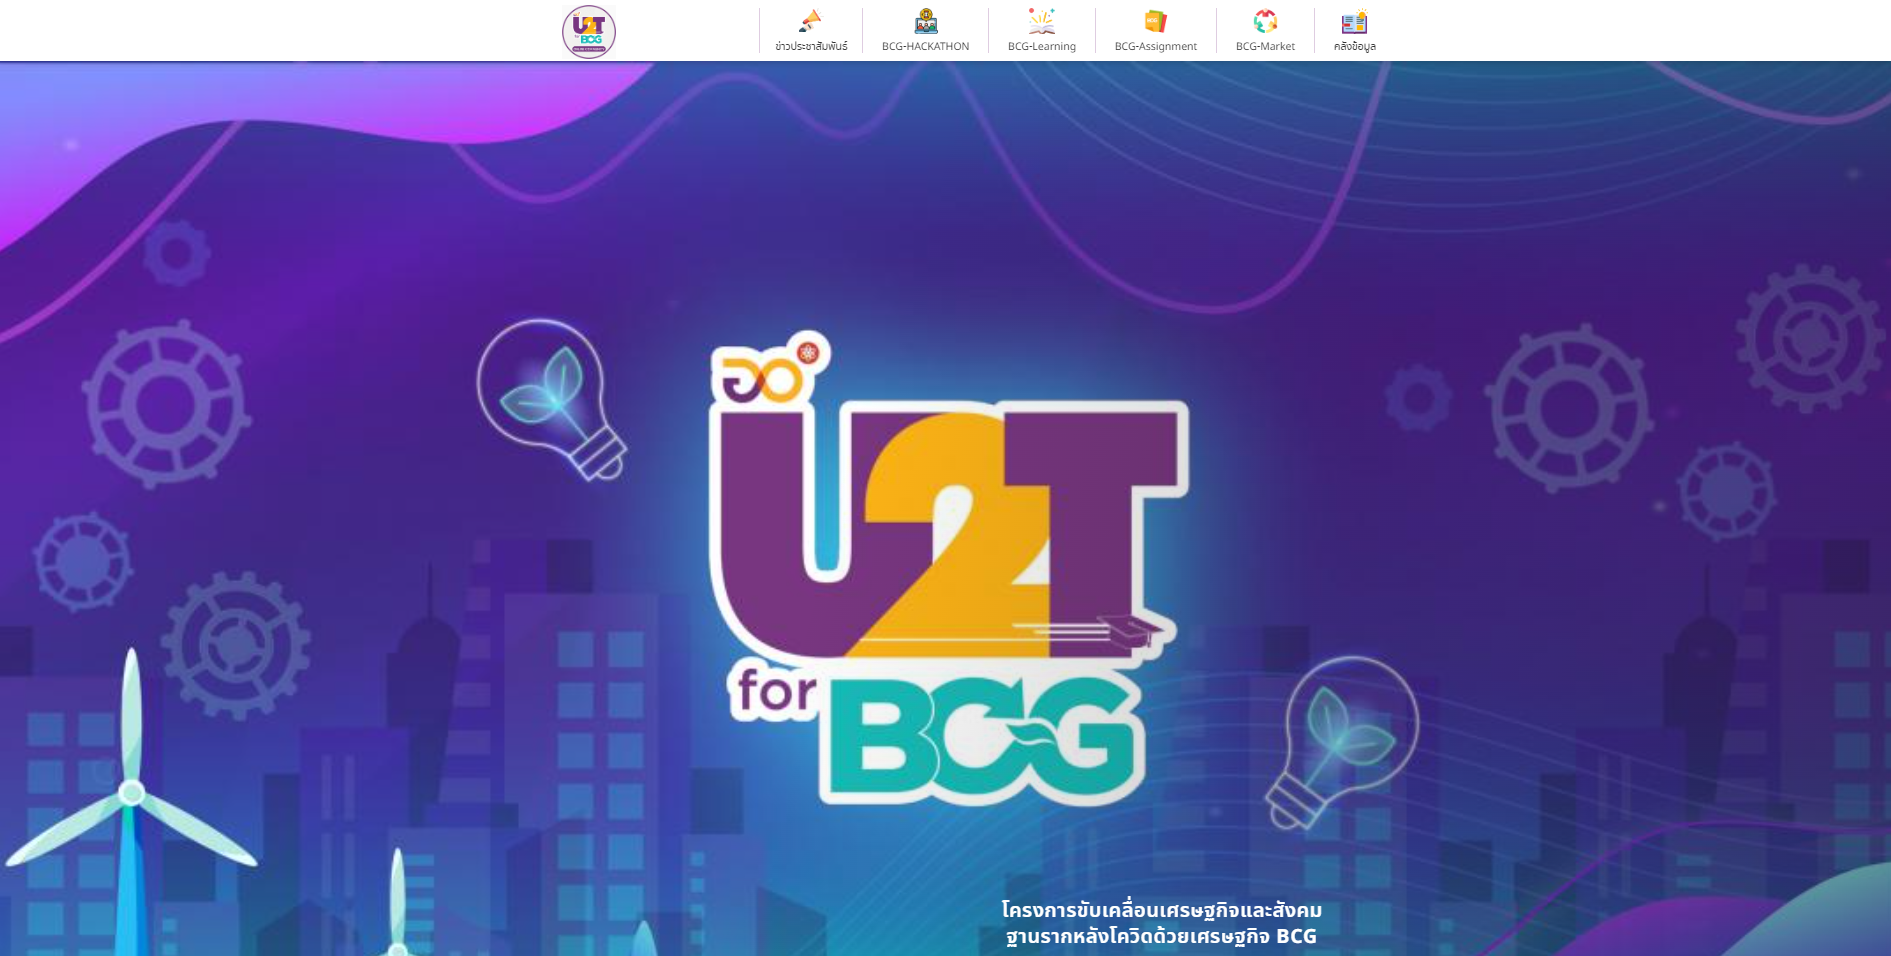 U2T
for BCG
ข่าวประชาสัมพันธ์
BCG-HACKATHON
BCG-Learning
BCG-Assignment
BCG-Market
คลังข้อมูล
อว
U2T
for BCG
โครงการขับเคลื่อนเศรษฐกิจและสังคม
ฐานรากหลังโควิดด้วยเศรษฐกิจ BCG